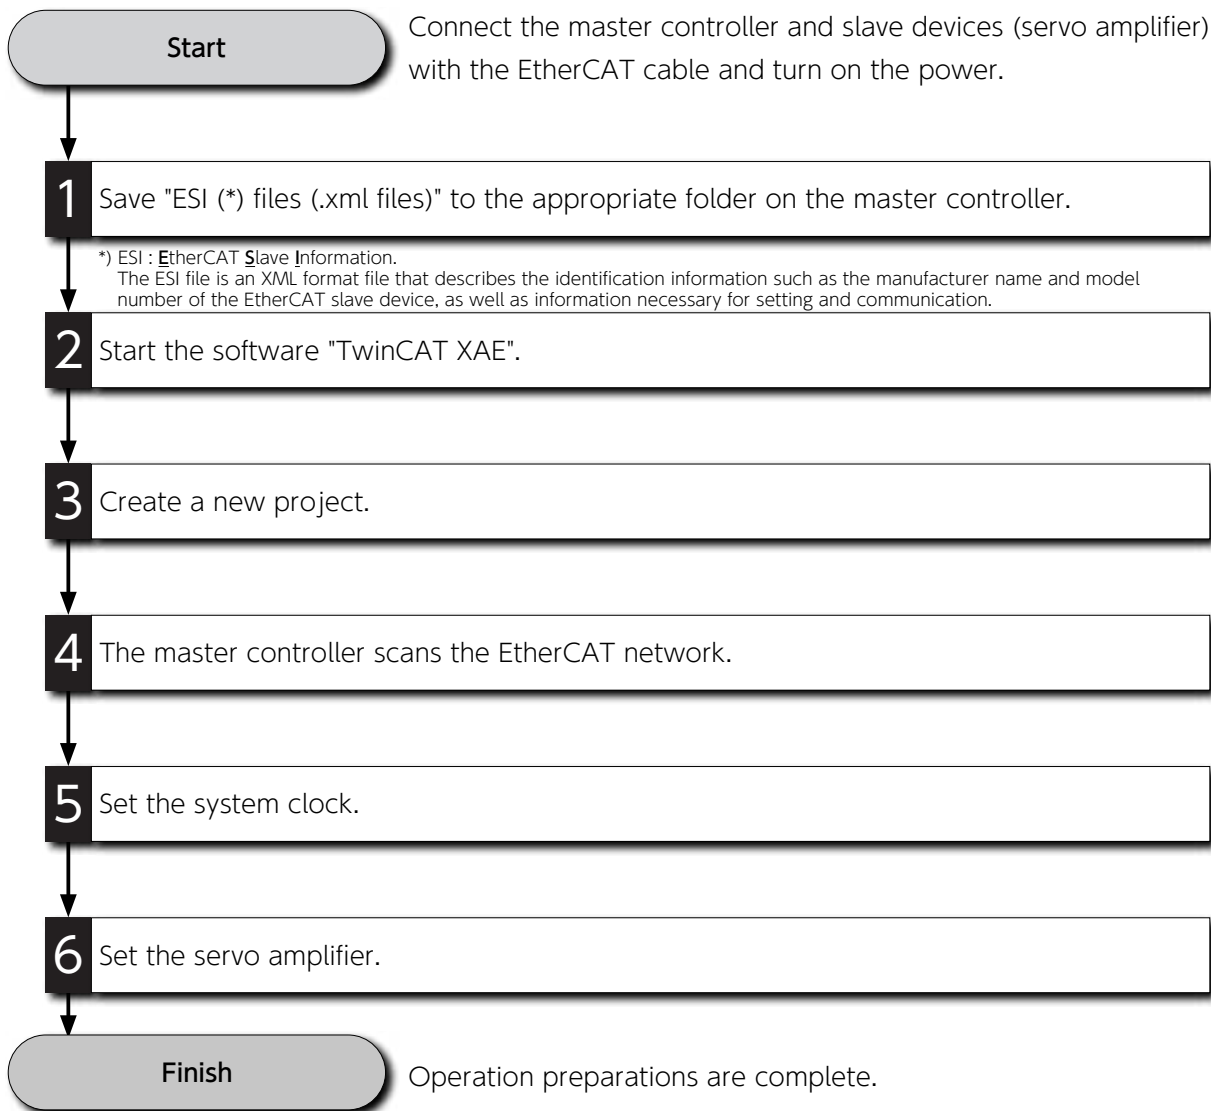 Start
Connect the master controller and slave devices (servo amplifier)
with the EtherCAT cable and turn on the power.
1 Save "ESI (*) files (.xml files)" to the appropriate folder on the master controller.
*) ESI : EtherCAT Slave Information.
The ESI file is an XML format file that describes the identification information such as the manufacturer name and model
number of the EtherCAT slave device, as well as information necessary for setting and communication.
2 Start the software "TwinCAT XAE".
3 Create a new project.
4 The master controller scans the EtherCAT network.
5 Set the system clock.
6 Set the servo amplifier.
Finish
Operation preparations are complete.